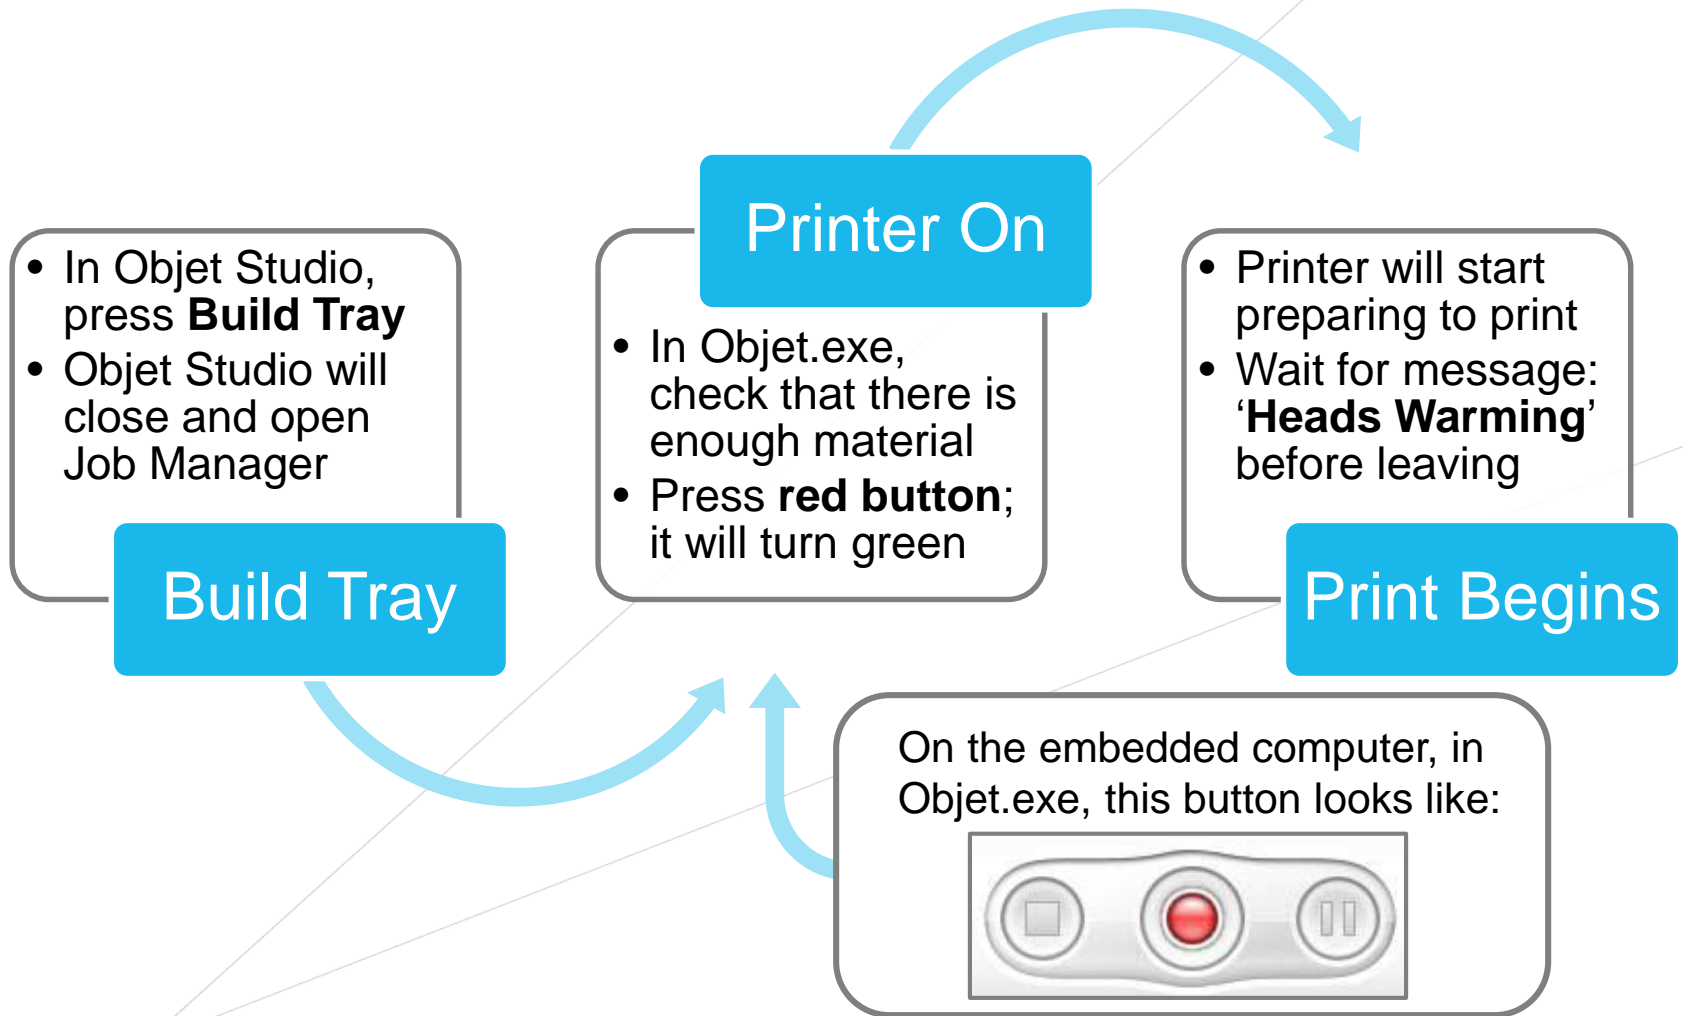 • In Objet Studio,
press Build Tray
• Objet Studio will
close and open
Job Manager
Build Tray
Printer On
• In Objet.exe,
check that there is
enough material
• Press red button;
it will turn green
• Printer will start
preparing to print
• Wait for message:
‘Heads Warming’
before leaving
Print Begins
On the embedded computer, in
Objet.exe, this button looks like: